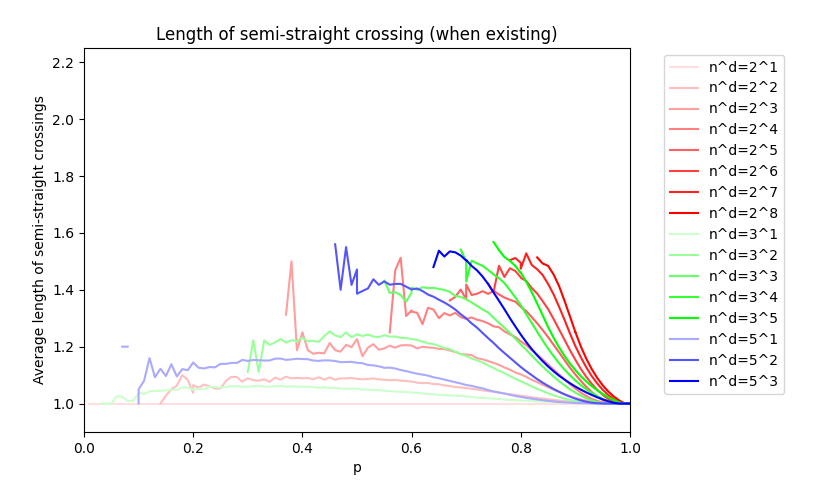 Length of semi-straight crossing (when existing)
Average length of semi-straight crossings
2.2
2.0
1.8
1.6
1.4
1.2
1.0
0.0 0.2 0.4 0.6 0.8 1.0
p
n^d=2^1
n^d=2^2
n^d=2^3
n^d=2^4
n^d=2^5
n^d=2^6
n^d=2^7
n^d=2^8
n^d=3^1
n^d=3^2
n^d=3^3
n^d=3^4
n^d=3^5
n^d=5^1
n^d=5^2
n^d=5^3